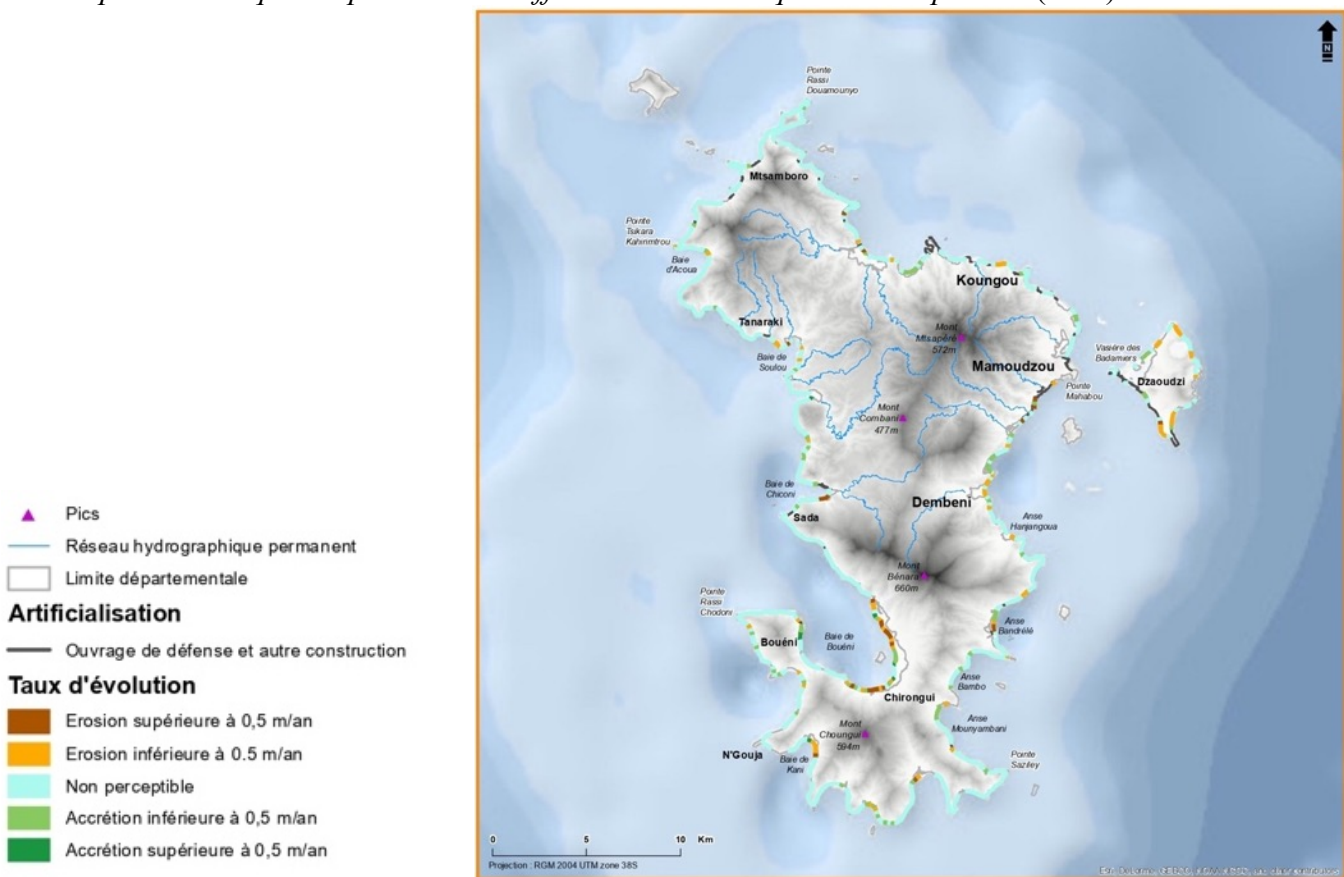 Pointe
Rassi
Douamounyo
Mtsamboro
Pointe
Tsikara
Kahirimtrou
Baie
d'Acoua
Koungou
Tanaraki
Mont
Mtsapéré
572m
Baie de
Soulou
Vasière des
Badamiers
Mamoudzou
Dzaoudzi
Pointe
Mahabou
Mont
Combani
477m
Baie de
Chiconi
Dembeni
Sada
Anse
Hanjangoua
Mont
Bénara
660m
Pointe
Rassi
Chodoni
Anse
Bandrélé
Bouéni
Baie de
Bouéni
Anse
Bambo
Chirongui
Anse
Mounyambani
Mont
Choungui
594m
N'Gouja
Baie de
Kani
Pointe
Saziley
N
0 5 10 Km
Projection : RGM 2004 UTM zone 38S
Pics
Réseau hydrographique permanent
Limite départementale
Artificialisation
Ouvrage de défense et autre construction
Taux d'évolution
Erosion supérieure à 0,5 m/an
Erosion inférieure à 0.5 m/an
Non perceptible
Accrétion inférieure à 0,5 m/an
Accrétion supérieure à 0,5 m/an